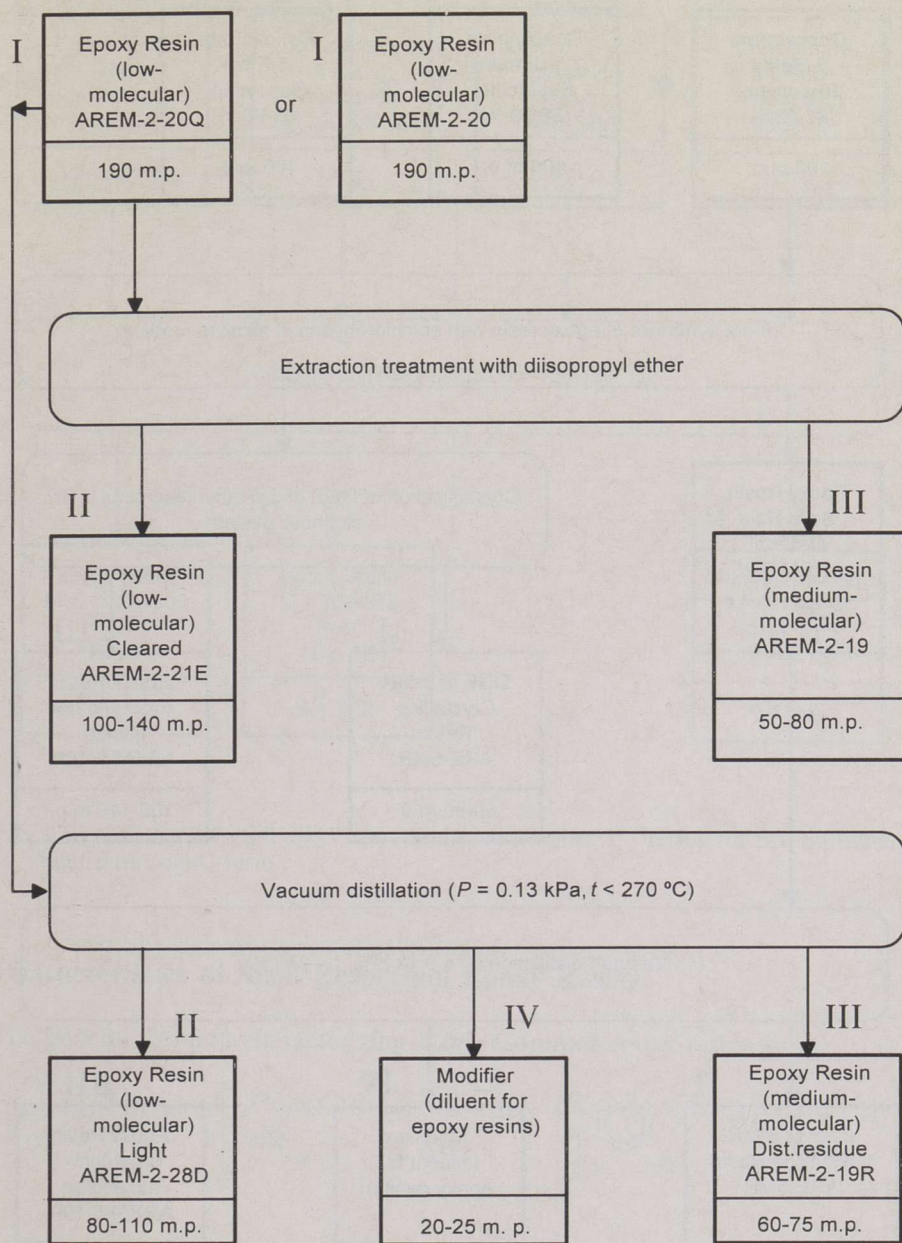 I
Epoxy Resin
(low-
molecular)
AREM-2-20Q
190 m.p.
or
I
Epoxy Resin
(low-
molecular)
AREM-2-20
190 m.p.
Extraction treatment with diisopropyl ether
II
Epoxy Resin
(low-
molecular)
Cleared
AREM-2-21E
100-140 m.p.
III
Epoxy Resin
(medium-
molecular)
AREM-2-19
50-80 m.p.
Vacuum distillation (P = 0.13 kPa, t < 270 ºC)
II
Epoxy Resin
(low-
molecular)
Light
AREM-2-28D
80-110 m.p.
IV
Modifier
(diluent for
epoxy resins)
20-25 m. p.
III
Epoxy Resin
(medium-
molecular)
Dist.residue
AREM-2-19R
60-75 m.p.